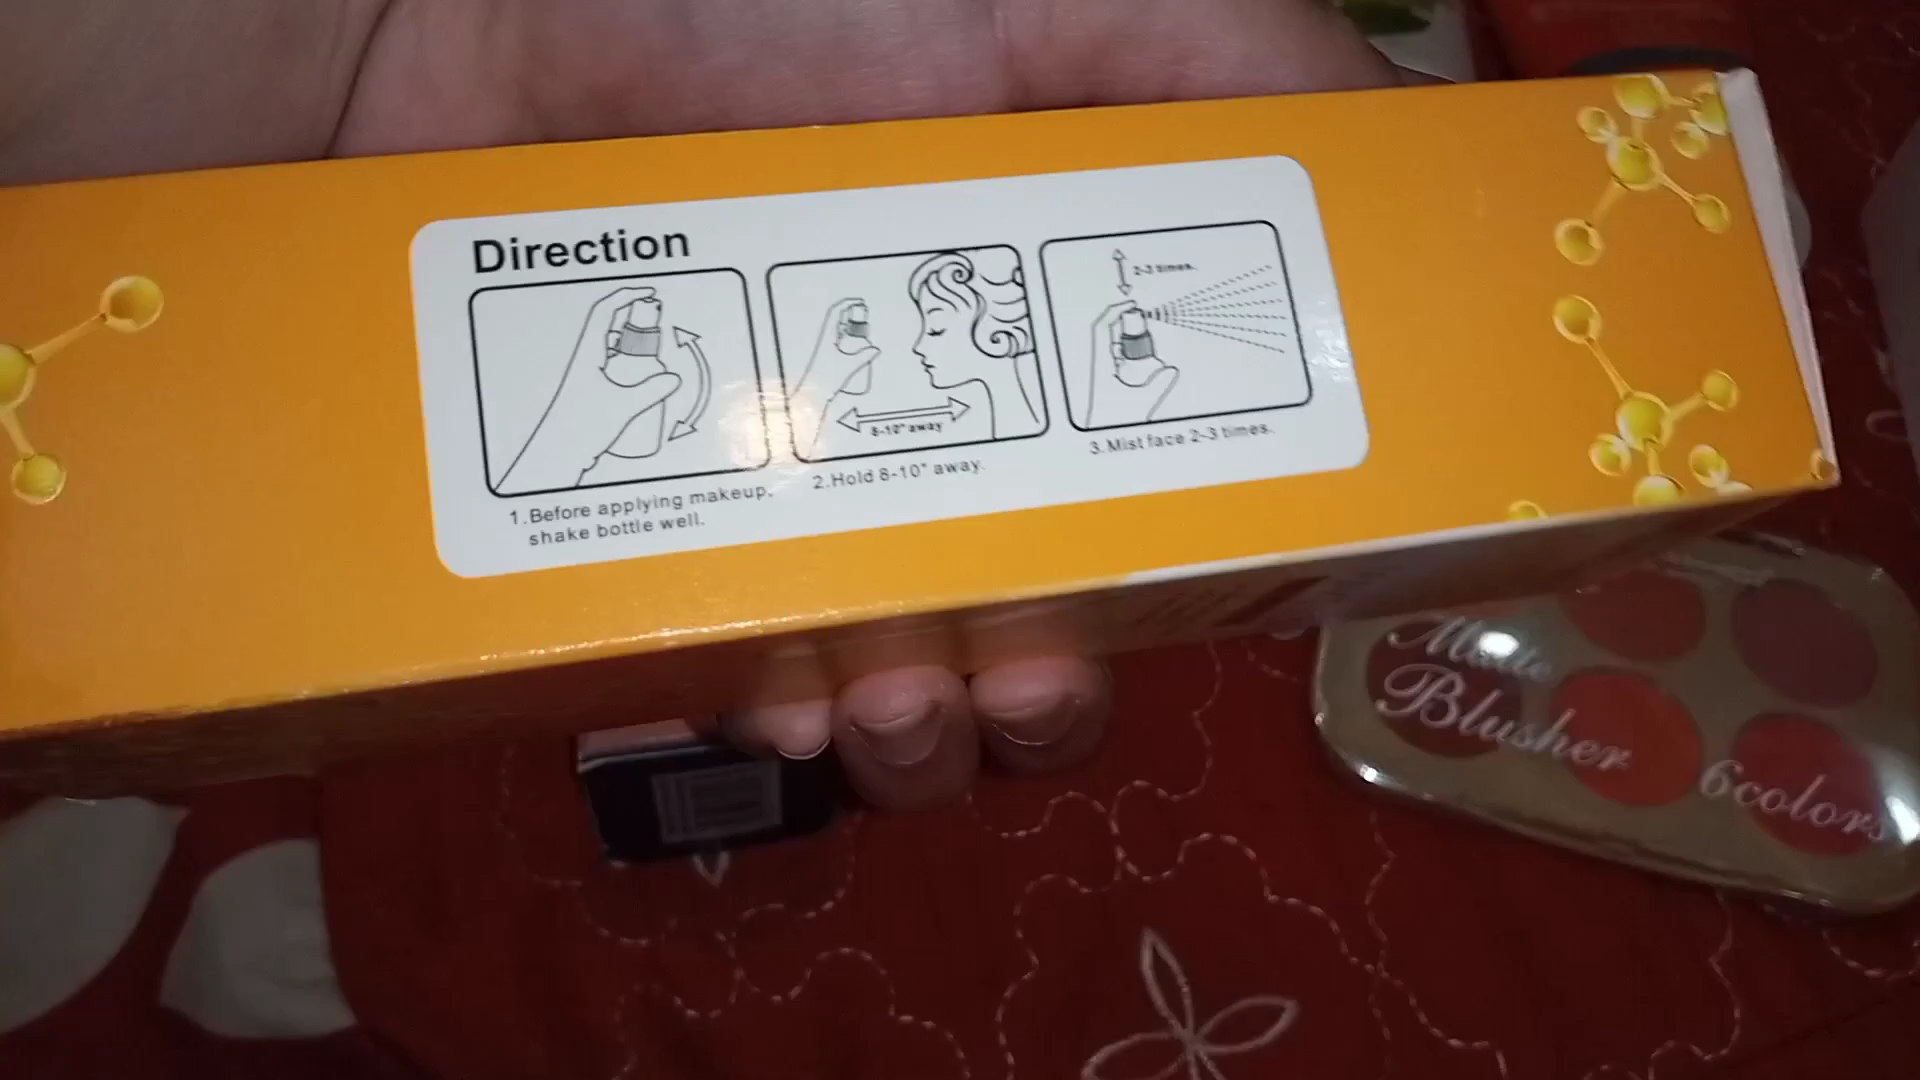 Direction
8-10" away
2-3 times.
1.Before applying makeup,
shake bottle well.
2.Hold 8-10" away.
3.Mist face 2-3 times.
Matte
Blusher
6colors